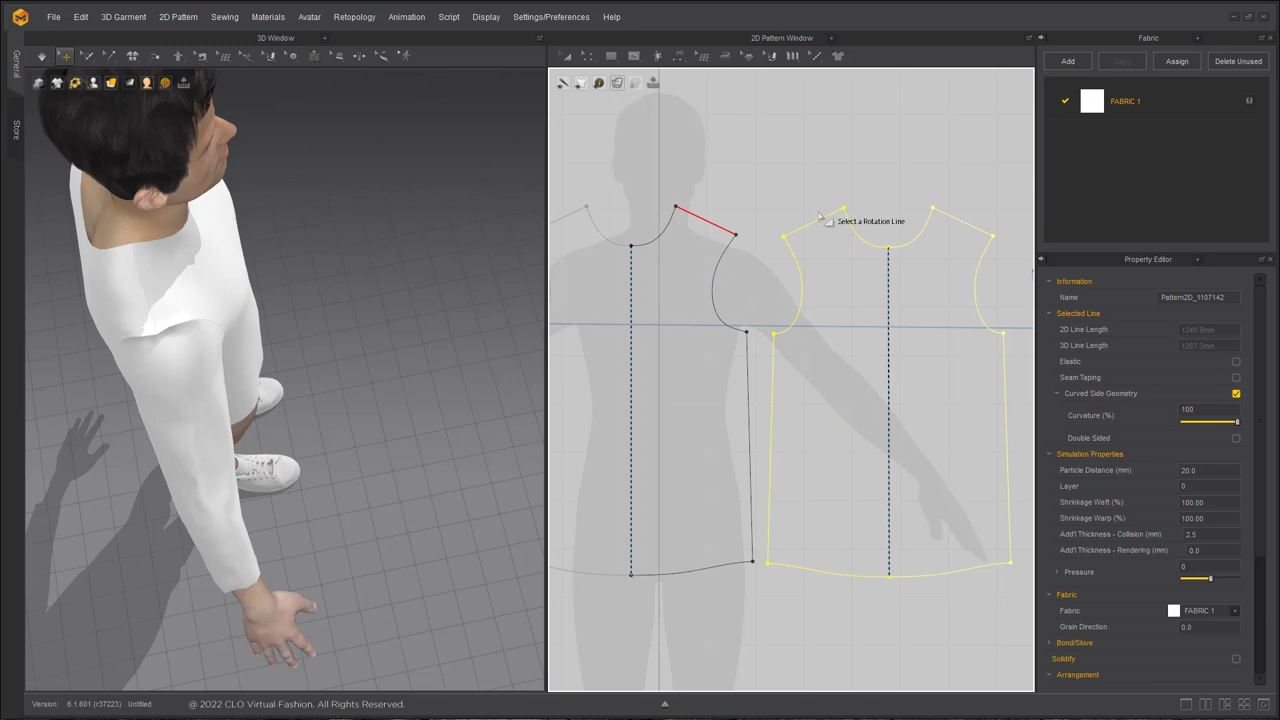 File Edit 3D Garment 2D Pattern Sewing Materials Avatar Retopology Animation Script Display Settings/Preferences Help
3D Window
2D Pattern Window
Fabric
General
Store
Add Copy Assign Delete Unused
FABRIC 1
Select a Rotation Line
Property Editor
Information
Name Pattern2D_1107142
Selected Line
2D Line Length 1240.9mm
3D Line Length 1267.3mm
Elastic
Seam Taping
Curved Side Geometry
Curvature (%) 100
Double Sided
Simulation Properties
Particle Distance (mm) 20.0
Layer 0
Shrinkage Weft (%) 100.00
Shrinkage Warp (%) 100.00
Add'l Thickness - Collision (mm) 2.5
Add'l Thickness - Rendering (mm) 0.0
Pressure 0
Fabric
Fabric FABRIC 1
Grain Direction 0.0
Bond/Skive
Solidify
Arrangement
Version: 6.1.601 (r37223) Untitled @ 2022 CLO Virtual Fashion. All Rights Reserved.